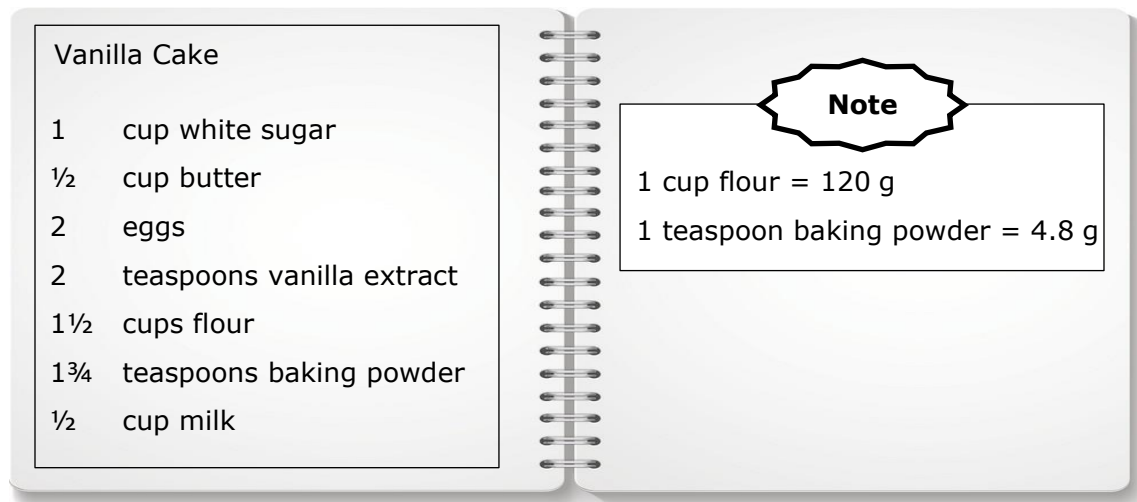 Vanilla Cake
1 cup white sugar
½ cup butter
2 eggs
2 teaspoons vanilla extract
1½ cups flour
1¾ teaspoons baking powder
½ cup milk
Note
1 cup flour = 120 g
1 teaspoon baking powder = 4.8 g